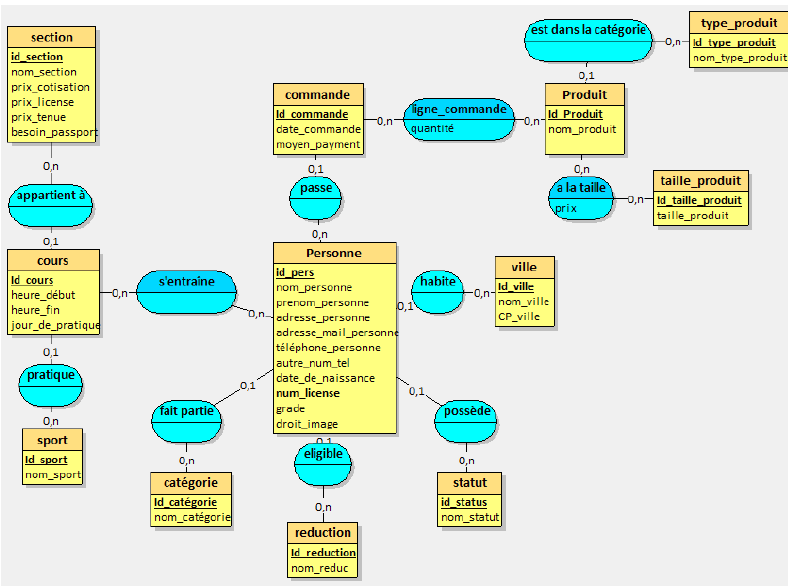 section
id_section
nom_section
prix_cotisation
prix_license
prix_tenue
besoin_passport
0,n
appartient à
0,1
cours
Id_cours
heure_début
heure_fin
jour_de_pratique
0,1
pratique
0,n
sport
Id_sport
nom_sport
0,n
s'entraine
0,n
commande
Id_commande
date_commande
moyen_payment
0,1
passe
0,n
0,n
ligne_commande
quantité
0,n
Produit
Id_Produit
nom_produit
0,1
est dans la catégorie
0,n
type_produit
Id_type_produit
nom_type_produit
0,n
a la taille
prix
0,n
taille_produit
Id_taille_produit
taille_produit
Personne
id_pers
nom_personne
prenom_personne
adresse_personne
adresse_mail_personne
téléphone_personne
autre_num_tel
date_de_naissance
num_license
grade
droit_image
0,1
habite
0,n
ville
Id_ville
nom_ville
CP_ville
0,1
fait partie
0,n
catégorie
Id_catégorie
nom_catégorie
0,1
eligible
0,n
reduction
Id_reduction
nom_reduc
0,1
possède
0,n
statut
id_status
nom_statut